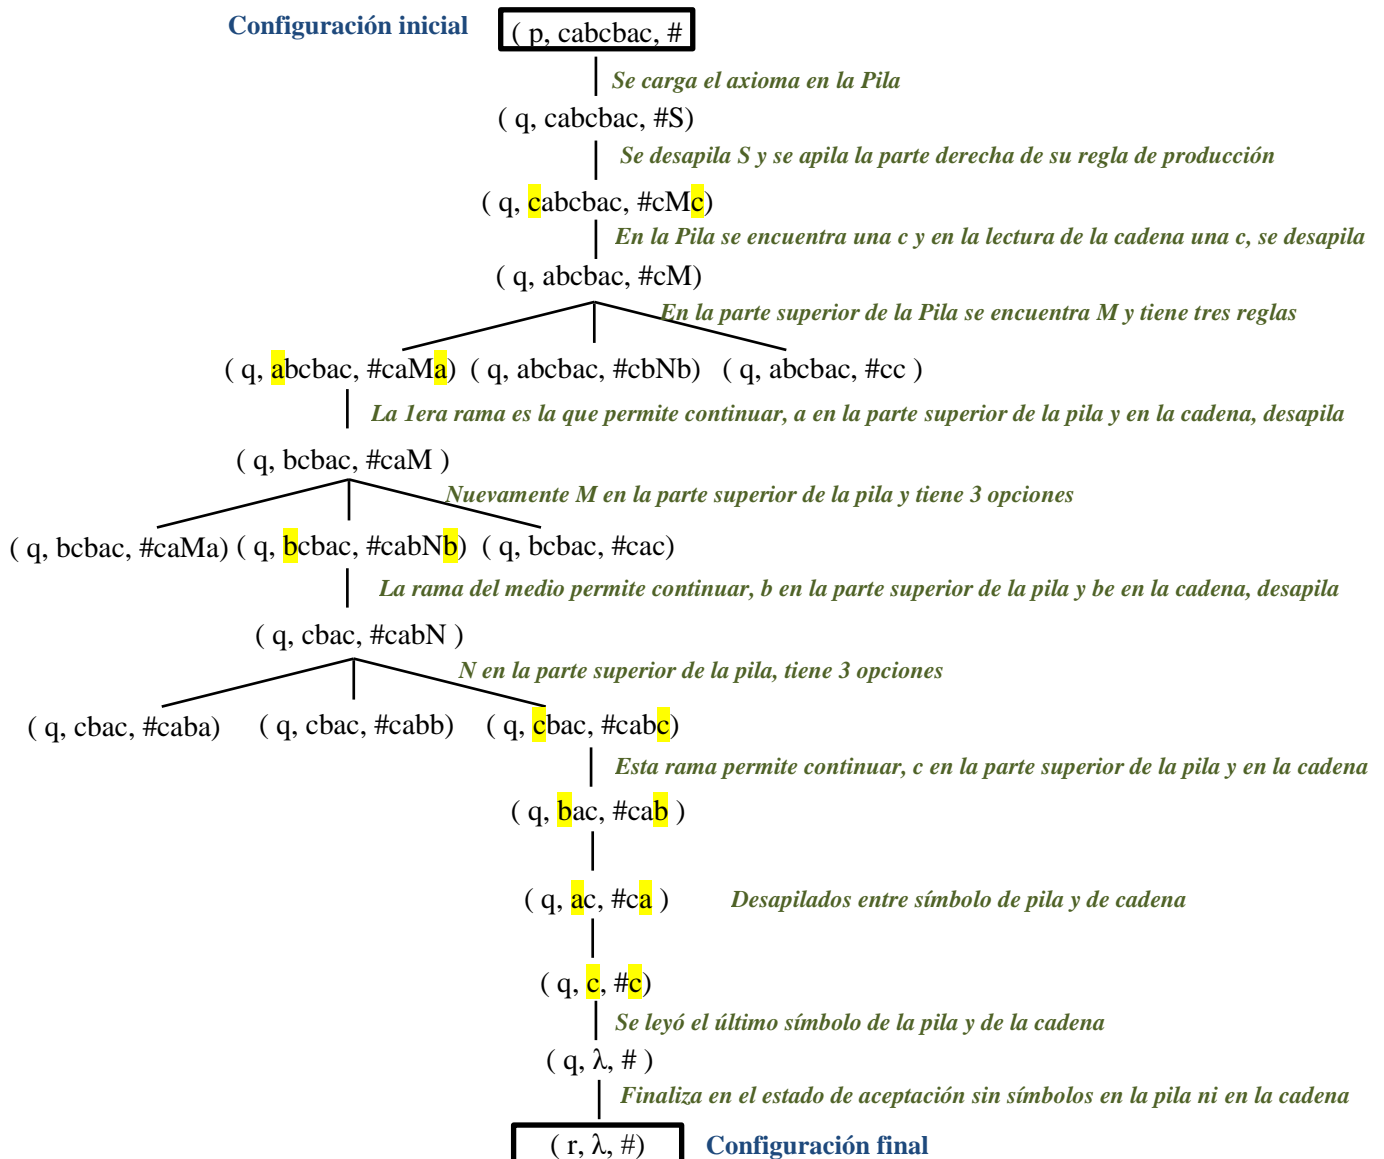 Configuración inicial ( p, cabcbac, #
Se carga el axioma en la Pila
( q, cabcbac, #S)
Se desapila S y se apila la parte derecha de su regla de producción
( q, cabcbac, #cMc)
En la Pila se encuentra una c y en la lectura de la cadena una c, se desapila
( q, abcbac, #cM)
En la parte superior de la Pila se encuentra M y tiene tres reglas
( q, abcbac, #caMa) ( q, abcbac, #cbNb) ( q, abcbac, #cc )
La 1era rama es la que permite continuar, a en la parte superior de la pila y en la cadena, desapila
( q, bcbac, #caM )
Nuevamente M en la parte superior de la pila y tiene 3 opciones
( q, bcbac, #caMa) ( q, bcbac, #cabNb) ( q, bcbac, #cac)
La rama del medio permite continuar, b en la parte superior de la pila y be en la cadena, desapila
( q, cbac, #cabN )
N en la parte superior de la pila, tiene 3 opciones
( q, cbac, #caba) ( q, cbac, #cabb) ( q, cbac, #cabc)
Esta rama permite continuar, c en la parte superior de la pila y en la cadena
( q, bac, #cab )
( q, ac, #ca ) Desapilados entre símbolo de pila y de cadena
( q, c, #c)
Se leyó el último símbolo de la pila y de la cadena
( q, λ, # )
Finaliza en el estado de aceptación sin símbolos en la pila ni en la cadena
( r, λ, #) Configuración final